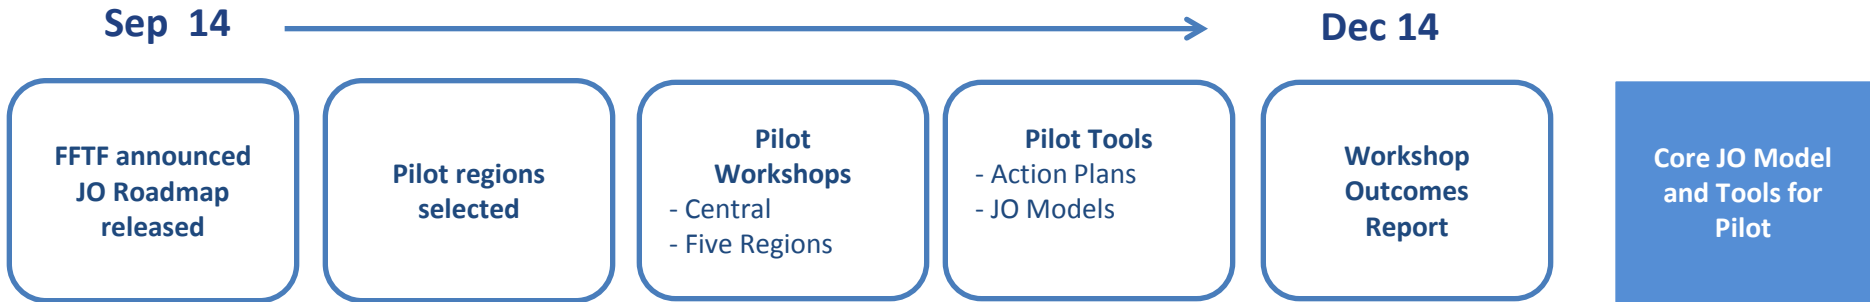 Sep  14
Dec 14
FFTF announced
JO Roadmap
released
Pilot regions
selected
Pilot
Workshops
- Central
- Five Regions
Pilot Tools
- Action Plans
- JO Models
Workshop
Outcomes
Report
Core JO Model
and Tools for
Pilot